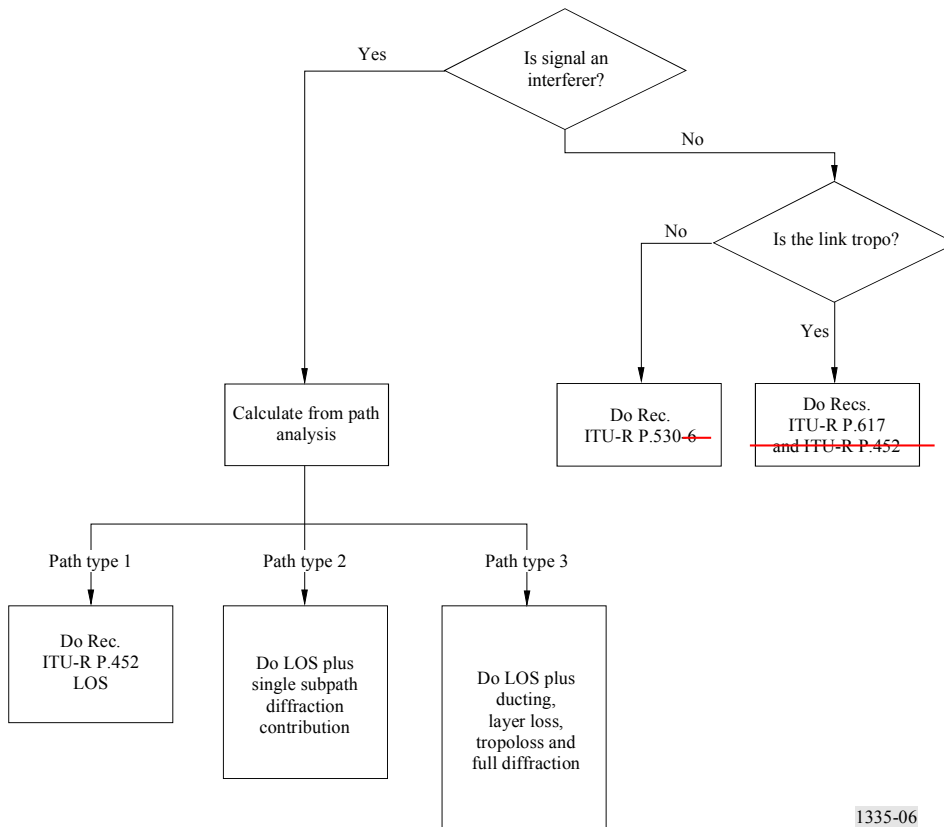 Yes
Is signal an
interferer?
No
No
Is the link tropo?
Yes
Calculate from path
analysis
Do Rec.
ITU-R P.530-6
Do Recs.
ITU-R P.617
and ITU-R P.452
Path type 1
Path type 2
Path type 3
Do Rec.
ITU-R P.452
LOS
Do LOS plus
single subpath
diffraction
contribution
Do LOS plus
ducting,
layer loss,
tropoloss and
full diffraction
1335-06